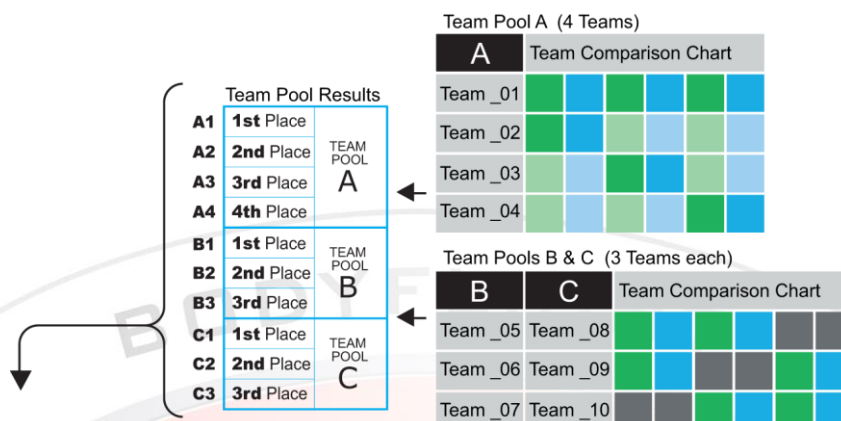 Team Pool A (4 Teams)
A Team Comparison Chart
Team _01
Team _02
Team _03
Team _04
Team Pool Results
A1 1st Place
A2 2nd Place
A3 3rd Place
A4 4th Place
TEAM
POOL
A
B1 1st Place
B2 2nd Place
B3 3rd Place
TEAM
POOL
B
C1 1st Place
C2 2nd Place
C3 3rd Place
TEAM
POOL
C
Team Pools B & C (3 Teams each)
B C Team Comparison Chart
Team _05 Team _08
Team _06 Team _09
Team _07 Team _10